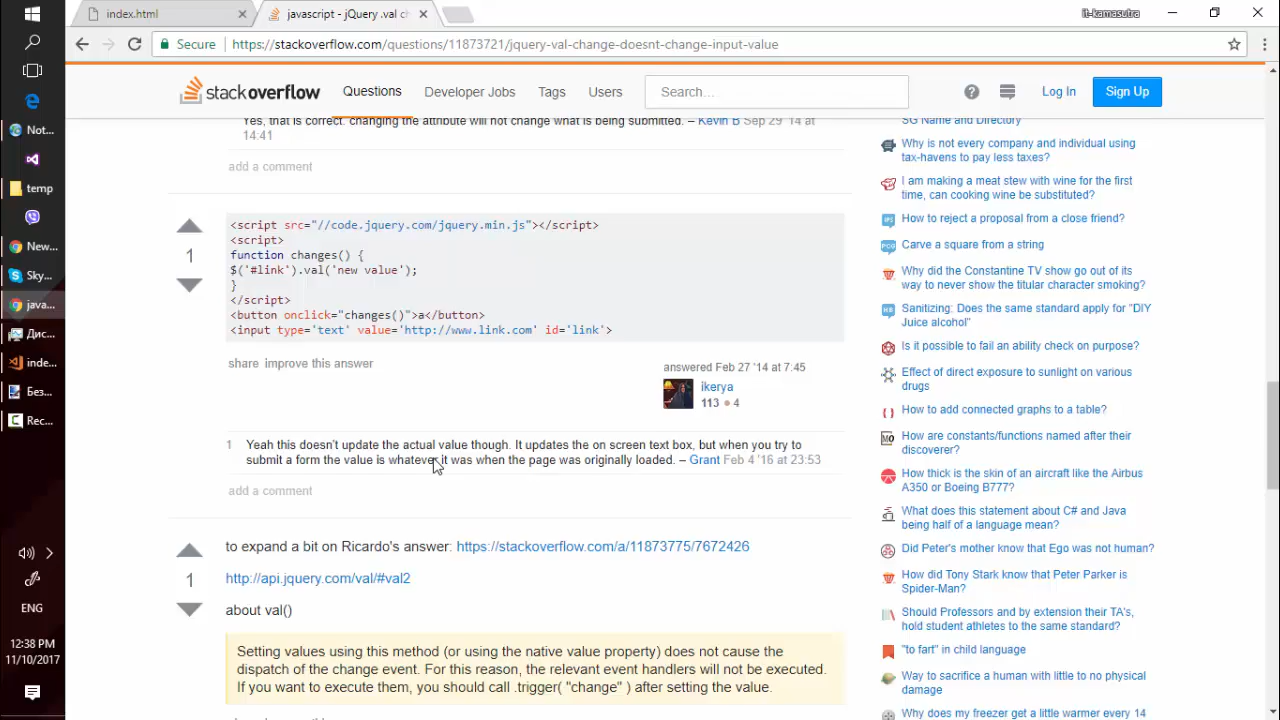 index.html
javascript - jQuery .val ch
it-kamasutra
Secure
https://stackoverflow.com/questions/11873721/jquery-val-change-doesnt-change-input-value
stackoverflow
Questions
Developer Jobs
Tags
Users
Search...
Log In
Sign Up
Not...
temp
New...
Sky...
java...
Дис...
inde...
Без...
Rec...
ENG
12:38 PM
11/10/2017
Yes, that is correct. changing the attribute will not change what is being submitted. – Kevin B Sep 29 '14 at
14:41
add a comment
1
<script src="//code.jquery.com/jquery.min.js"></script>
<script>
function changes() {
$('#link').val('new value');
}
</script>
<button onclick="changes()">a</button>
<input type='text' value='http://www.link.com' id='link'>
share improve this answer
answered Feb 27 '14 at 7:45
ikerya
113 4
1 Yeah this doesn't update the actual value though. It updates the on screen text box, but when you try to
submit a form the value is whatever it was when the page was originally loaded. – Grant Feb 4 '16 at 23:53
add a comment
1
to expand a bit on Ricardo's answer: https://stackoverflow.com/a/11873775/7672426
http://api.jquery.com/val/#val2
about val()
Setting values using this method (or using the native value property) does not cause the
dispatch of the change event. For this reason, the relevant event handlers will not be executed.
If you want to execute them, you should call .trigger( "change" ) after setting the value.
SG Name and Directory
Why is not every company and individual using
tax-havens to pay less taxes?
I am making a meat stew with wine for the first
time, can cooking wine be substituted?
How to reject a proposal from a close friend?
Carve a square from a string
Why did the Constantine TV show go out of its
way to never show the titular character smoking?
Sanitizing: Does the same standard apply for "DIY
Juice alcohol"
Is it possible to fail an ability check on purpose?
Effect of direct exposure to sunlight on various
drugs
How to add connected graphs to a table?
How are constants/functions named after their
discoverer?
How thick is the skin of an aircraft like the Airbus
A350 or Boeing B777?
What does this statement about C# and Java
being half of a language mean?
Did Peter's mother know that Ego was not human?
How did Tony Stark know that Peter Parker is
Spider-Man?
Should Professors and by extension their TA's,
hold student athletes to the same standard?
"to fart" in child language
Way to sacrifice a human with little to no physical
damage
Why does my freezer get a little warmer every 14